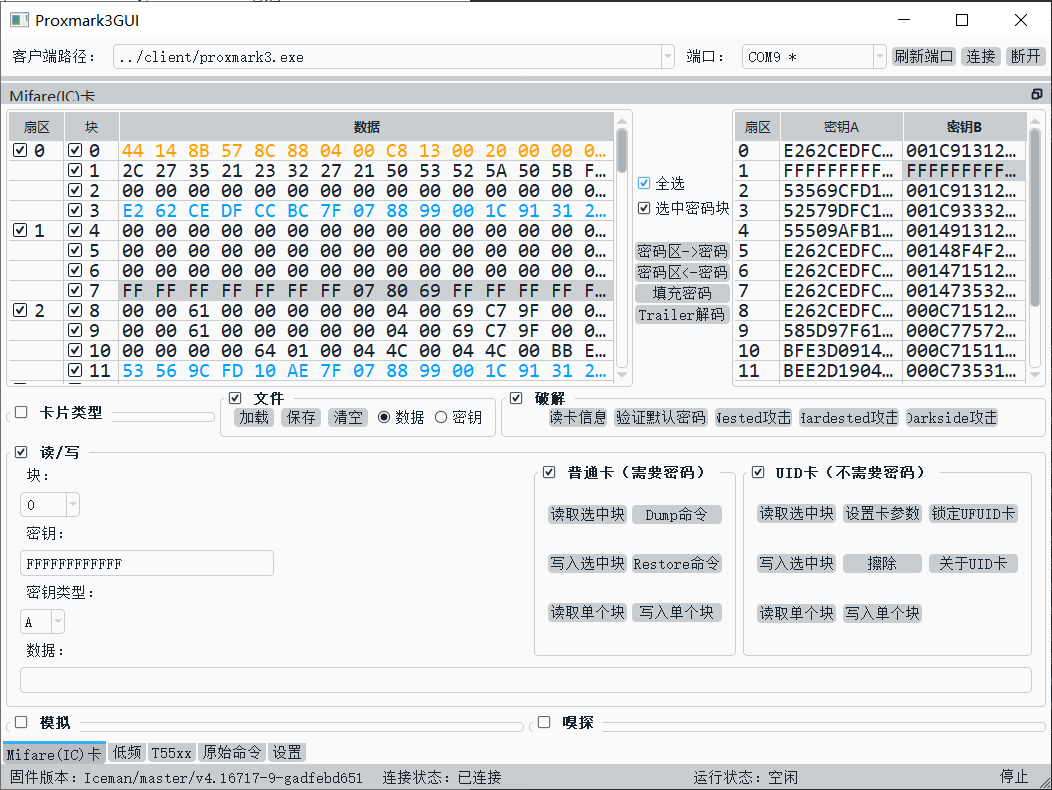 Proxmark3GUI
客户端路径： ../client/proxmark3.exe 端口： COM9 * 刷新端口 连接 断开
Mifare(IC)卡
扇区 块 数据 扇区 密钥A 密钥B
0 0 44 14 8B 57 8C 88 04 00 C8 13 00 20 00 00 0... 0 E262CEDFC... 001C91312...
1 2C 27 35 21 23 32 27 21 50 53 52 5A 50 5B F... 1 FFFFFFFFF... FFFFFFFFF...
2 00 00 00 00 00 00 00 00 00 00 00 00 00 00 0... 全选 2 53569CFD1... 001C91312...
3 E2 62 CE DF CC BC 7F 07 88 99 00 1C 91 31 2... 选中密码块 3 52579DFC1... 001C93332...
1 4 00 00 00 00 00 00 00 00 00 00 00 00 00 00 0... 4 55509AFB1... 001491312...
5 00 00 00 00 00 00 00 00 00 00 00 00 00 00 0... 密码区->密码 5 E262CEDFC... 00148F4F2...
6 00 00 00 00 00 00 00 00 00 00 00 00 00 00 0... 密码区<-密码 6 E262CEDFC... 001471512...
7 FF FF FF FF FF FF FF 07 80 69 FF FF FF FF F... 填充密码 7 E262CEDFC... 001473532...
2 8 00 00 61 00 00 00 00 00 04 00 69 C7 9F 00 0... Trailer解码 8 E262CEDFC... 000C71512...
9 00 00 61 00 00 00 00 00 04 00 69 C7 9F 00 0... 9 585D97F61... 000C77572...
10 00 00 00 00 64 01 00 04 4C 00 04 4C 00 BB E... 10 BFE3D0914... 000C71511...
11 53 56 9C FD 10 AE 7F 07 88 99 00 1C 91 31 2... 11 BEE2D1904... 000C73531...
卡片类型 文件 破解
加载 保存 清空 数据 密钥 读卡信息 验证默认密码 Nested攻击 Hardested攻击 Darkside攻击
读/写
块： 普通卡（需要密码） UID卡（不需要密码）
0 读取选中块 Dump命令 读取选中块 设置卡参数 锁定UFUID卡
密钥：
FFFFFFFFFFFF 写入选中块 Restore命令 写入选中块 擦除 关于UID卡
密钥类型：
A 读取单个块 写入单个块 读取单个块 写入单个块
数据：
模拟 嗅探
Mifare(IC)卡 低频 T55xx 原始命令 设置
固件版本：Iceman/master/v4.16717-9-gadfebd651 连接状态：已连接 运行状态：空闲 停止